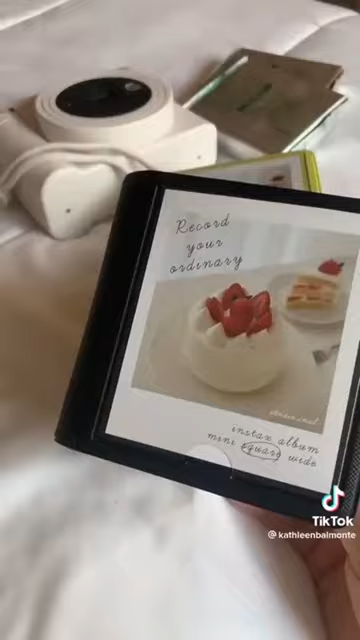 Record
your
ordinary
instax album
mini square wide
TikTok
@kathleenbalmonte